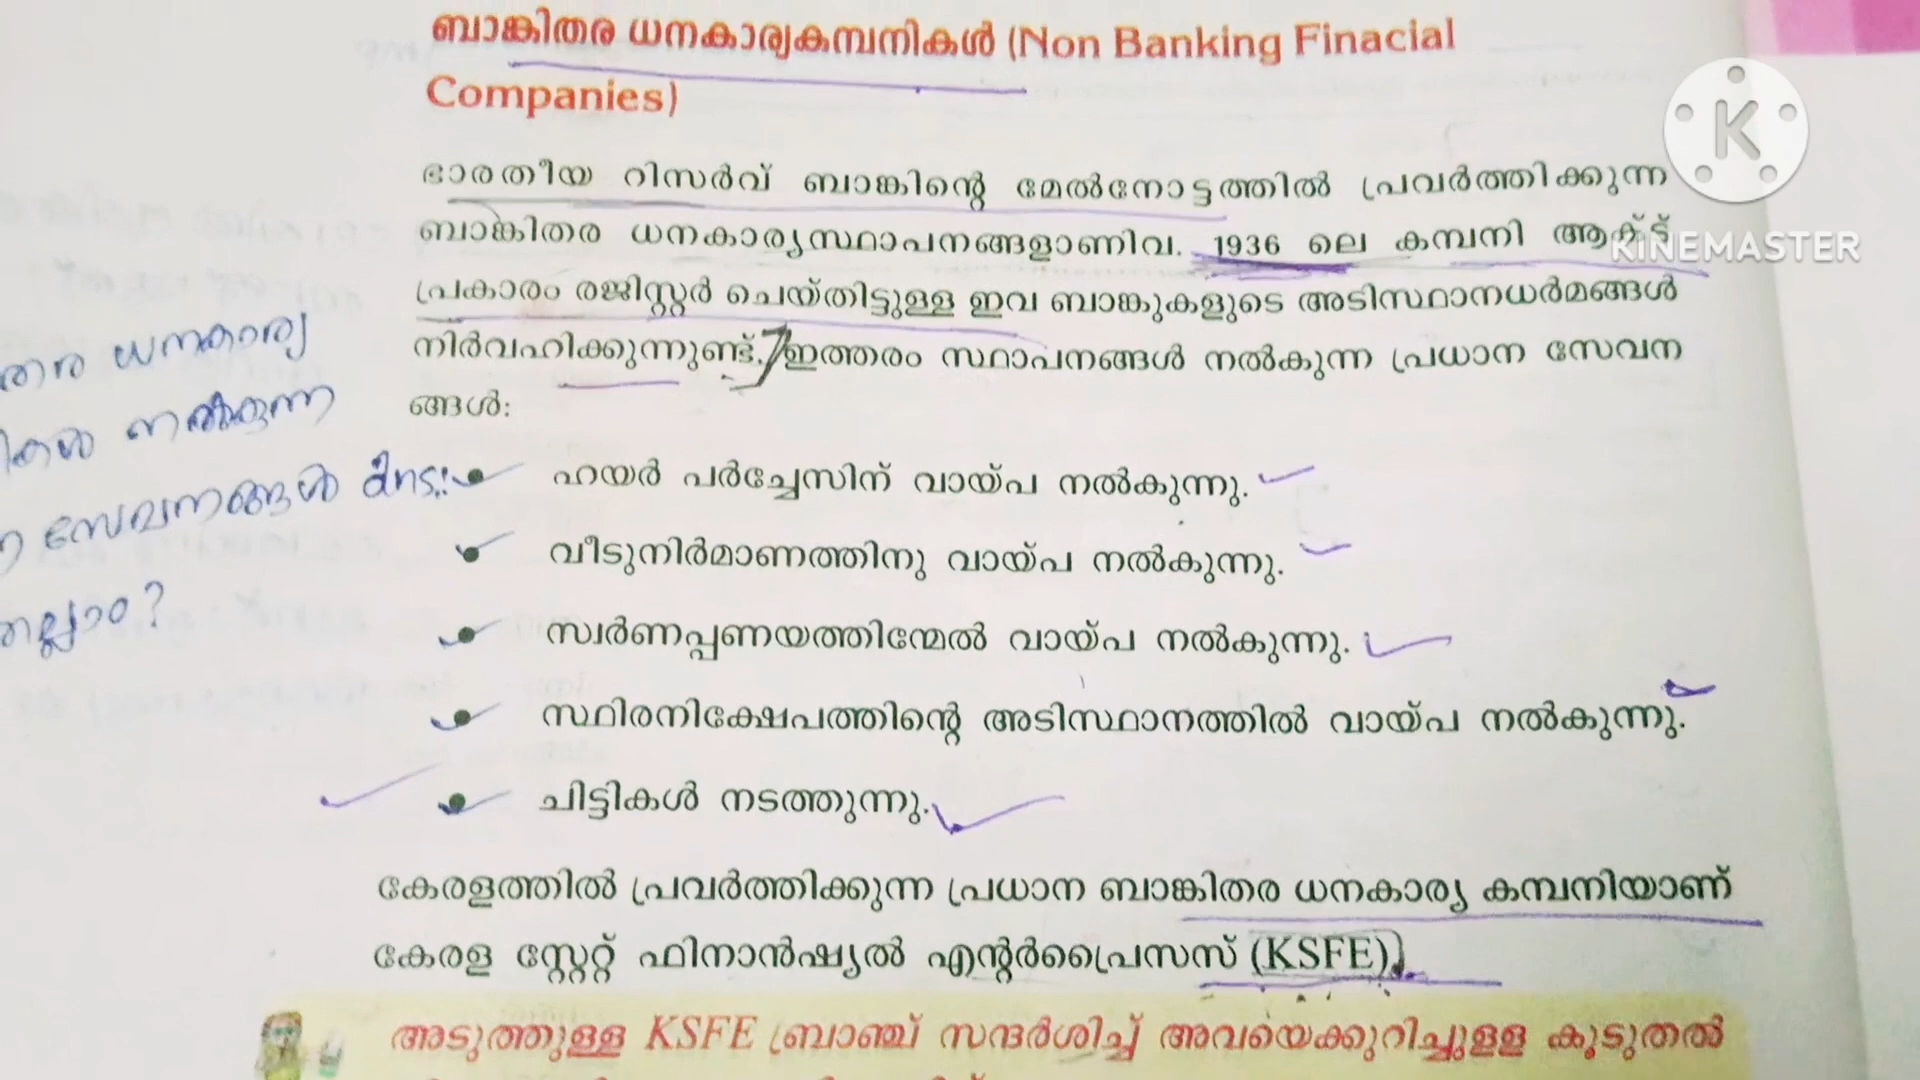 ബാങ്കിതര ധനകാര്യകമ്പനികൾ (Non Banking Finacial
Companies)
K
KINEMASTER
ഭാരതീയ റിസർവ് ബാങ്കിന്റെ മേൽനോട്ടത്തിൽ പ്രവർത്തിക്കുന്ന
ബാങ്കിതര ധനകാര്യസ്ഥാപനങ്ങളാണിവ. 1936 ലെ കമ്പനി ആക്ട്
പ്രകാരം രജിസ്റ്റർ ചെയ്തിട്ടുള്ള ഇവ ബാങ്കുകളുടെ അടിസ്ഥാനധർമങ്ങൾ
നിർവഹിക്കുന്നുണ്ട്. ഇത്തരം സ്ഥാപനങ്ങൾ നൽകുന്ന പ്രധാന സേവന
ങ്ങൾ:
ധനകാര്യ
നൽകുന്ന
സേവനങ്ങൾ
ഹയർ പർച്ചേസിന് വായ്പ നൽകുന്നു.
വീടുനിർമാണത്തിനു വായ്പ നൽകുന്നു.
സ്വർണപ്പണയത്തിന്മേൽ വായ്പ നൽകുന്നു.
സ്ഥിരനിക്ഷേപത്തിന്റെ അടിസ്ഥാനത്തിൽ വായ്പ നൽകുന്നു.
ചിട്ടികൾ നടത്തുന്നു.
കേരളത്തിൽ പ്രവർത്തിക്കുന്ന പ്രധാന ബാങ്കിതര ധനകാര്യ കമ്പനിയാണ്
കേരള സ്റ്റേറ്റ് ഫിനാൻഷ്യൽ എന്റർപ്രൈസസ് (KSFE).
അടുത്തുള്ള KSFE ബ്രാഞ്ച് സന്ദർശിച്ച് അവയെക്കുറിച്ചുള്ള കൂടുതൽ